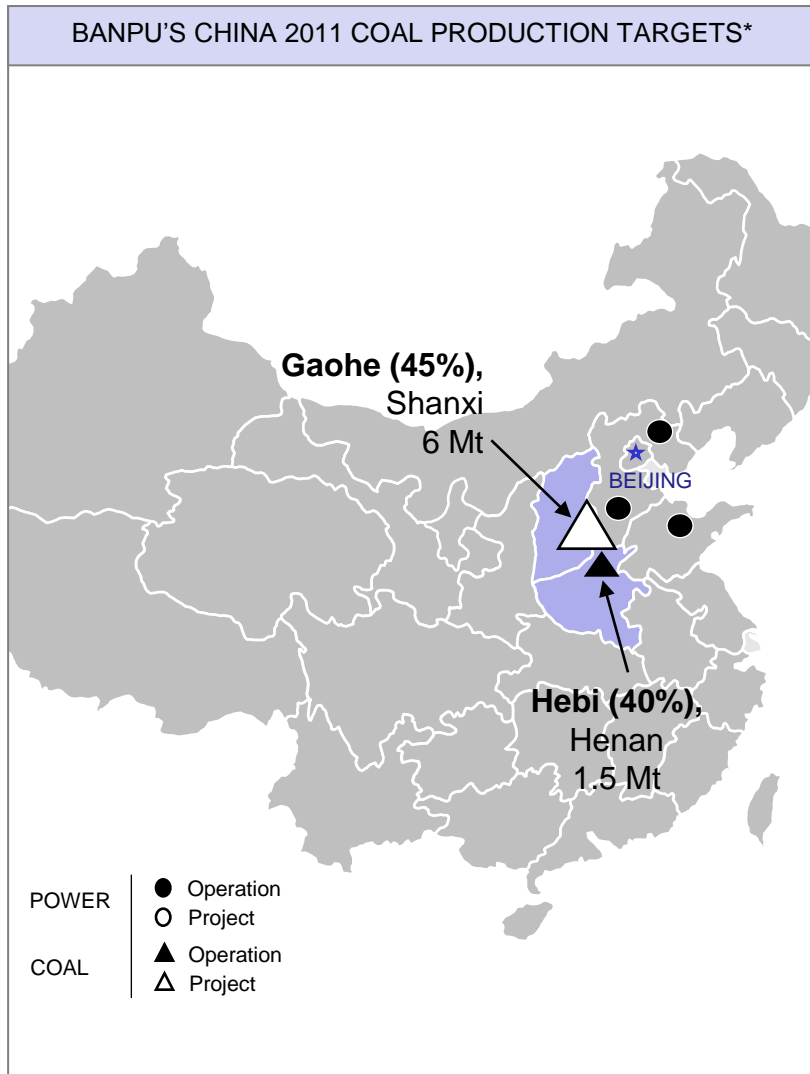 BANPU'S CHINA 2011 COAL PRODUCTION TARGETS*
Gaohe (45%),
Shanxi
6 Mt
BEIJING
Hebi (40%),
Henan
1.5 Mt
POWER
Operation
Project
COAL
Operation
Project